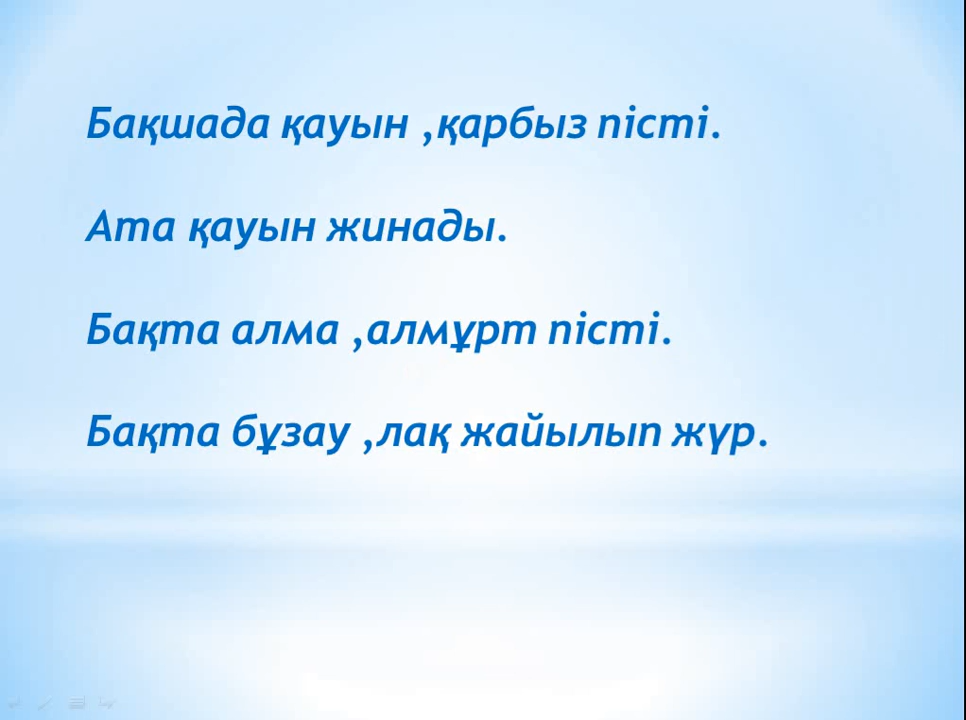 Бақшада қауын ,қарбыз пісті.
Ата қауын жинады.
Бақта алма ,алмұрт пісті.
Бақта бұзау ,лақ жайылып жүр.